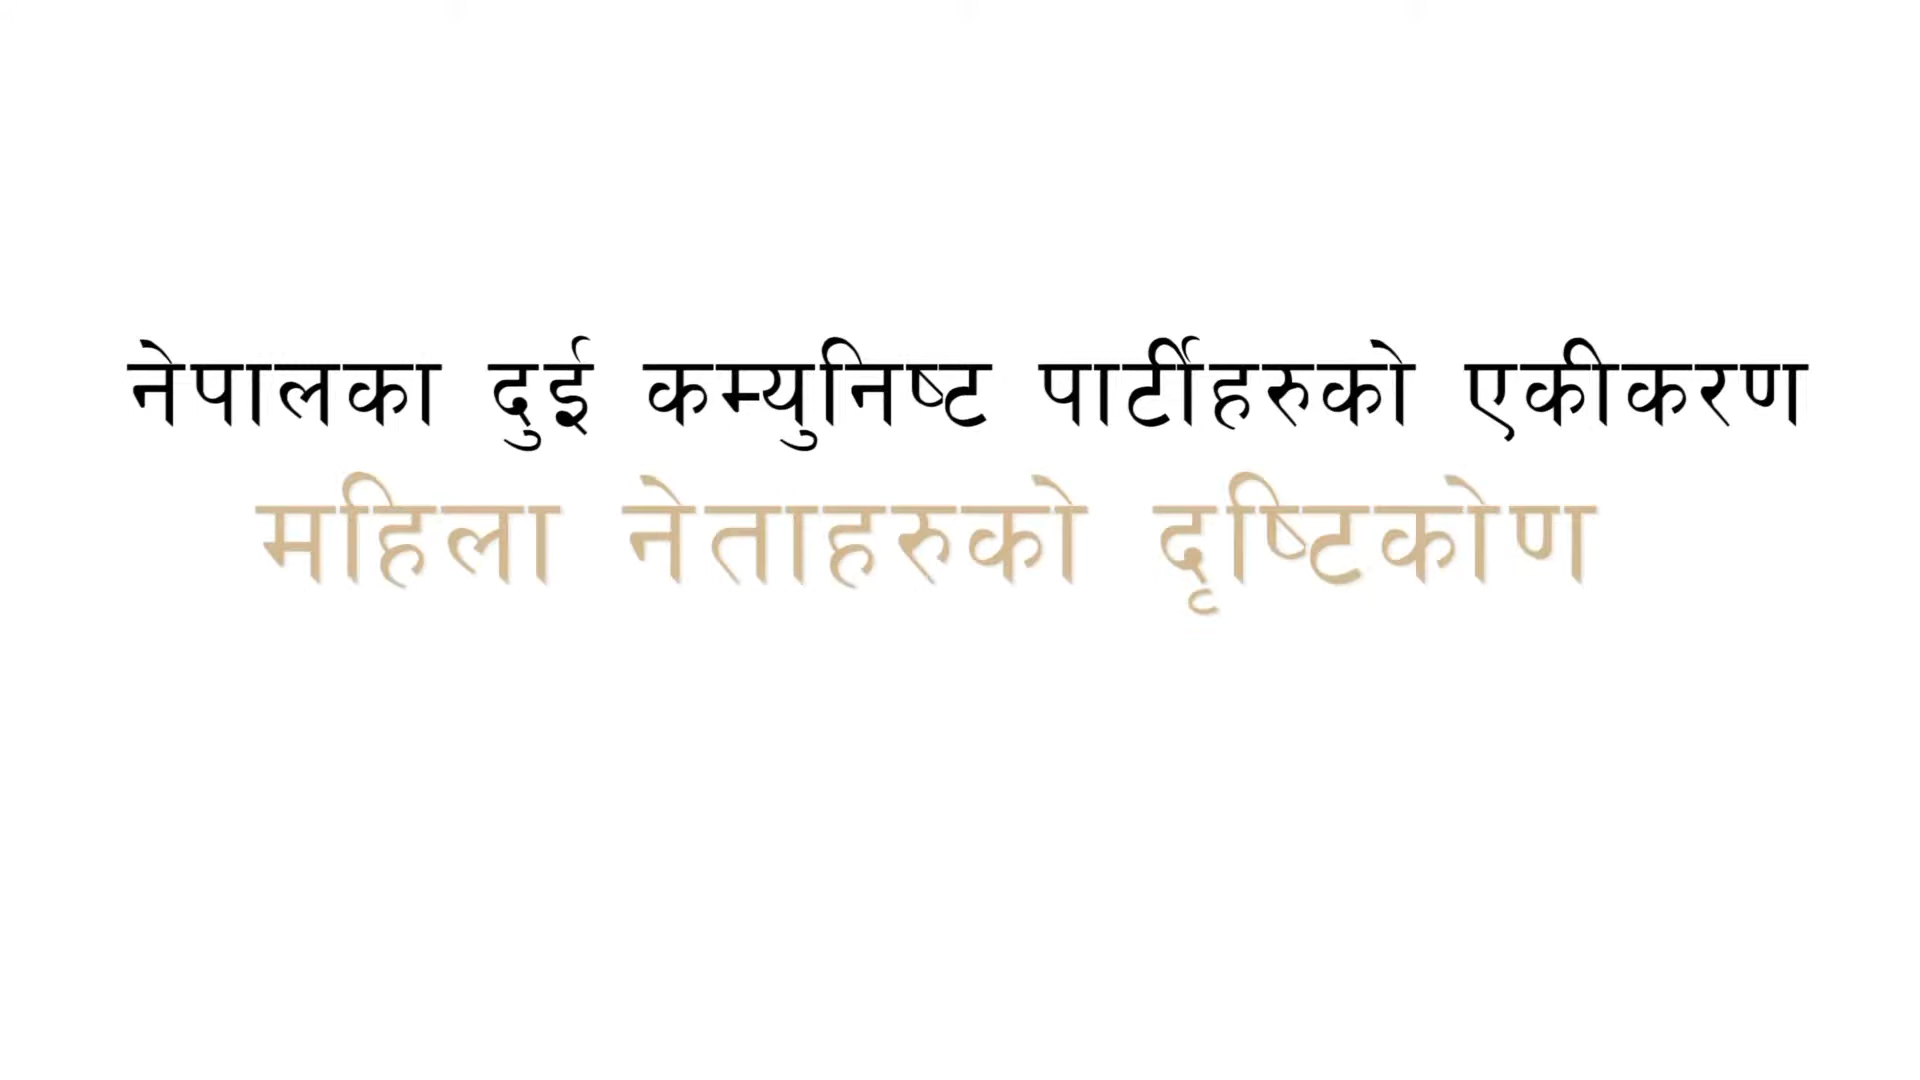 नेपालका दुई कम्युनिष्ट पार्टीहरुको एकीकरण
महिला नेताहरुको दृष्टिकोण